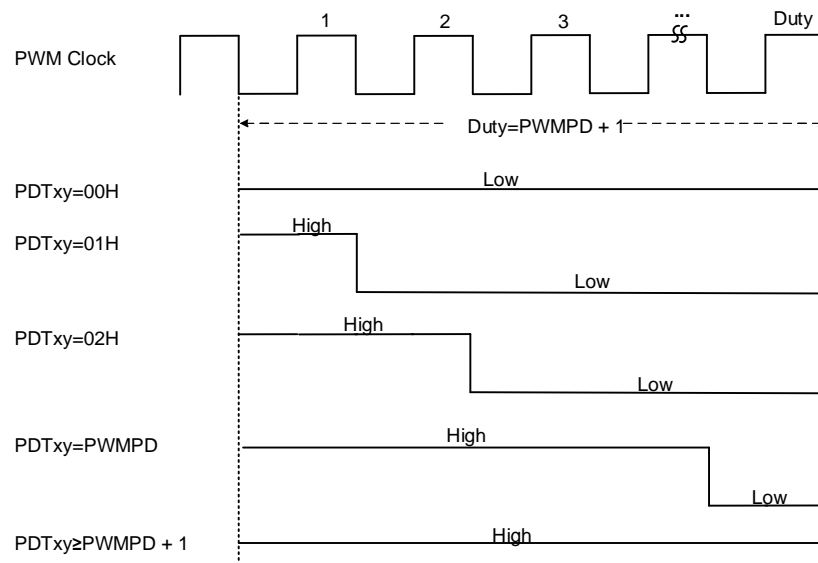 1 2 3 ... Duty
PWM Clock
Duty=PWMPD + 1
PDTxy=00H Low
PDTxy=01H High Low
PDTxy=02H High Low
PDTxy=PWMPD High Low
PDTxy≥PWMPD + 1 High